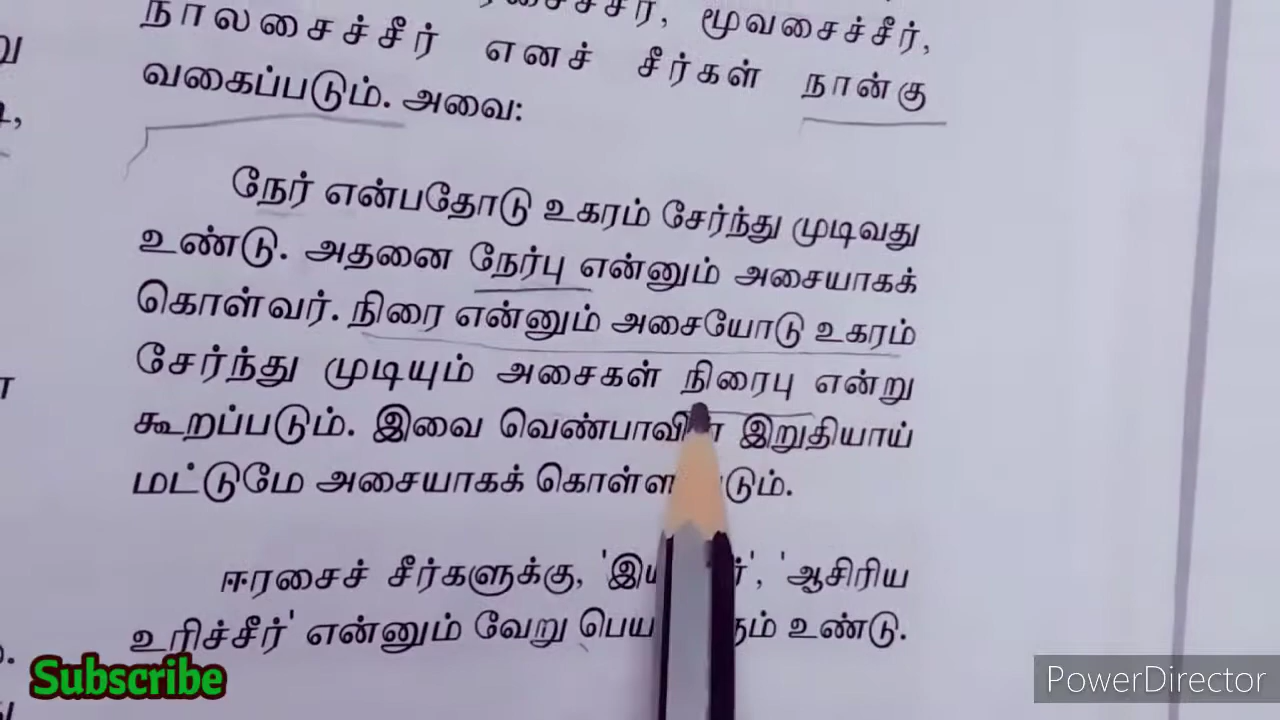 மூவசைச்சீர்,
நாலசைச்சீர் எனச் சீர்கள் நான்கு
வகைப்படும். அவை:
நேர் என்பதோடு உகரம் சேர்ந்து முடிவது
உண்டு. அதனை நேர்பு என்னும் அசையாகக்
கொள்வர். நிரை என்னும் அசையோடு உகரம்
சேர்ந்து முடியும் அசைகள் நிரைபு என்று
கூறப்படும். இவை வெண்பாவின் இறுதியாய்
மட்டுமே அசையாகக்
ஈரசைச் சீர்களுக்கு, 'ஆசிரிய
உரிச்சீர்' என்னும் வேறு உண்டு.
Subscribe
PowerDirector